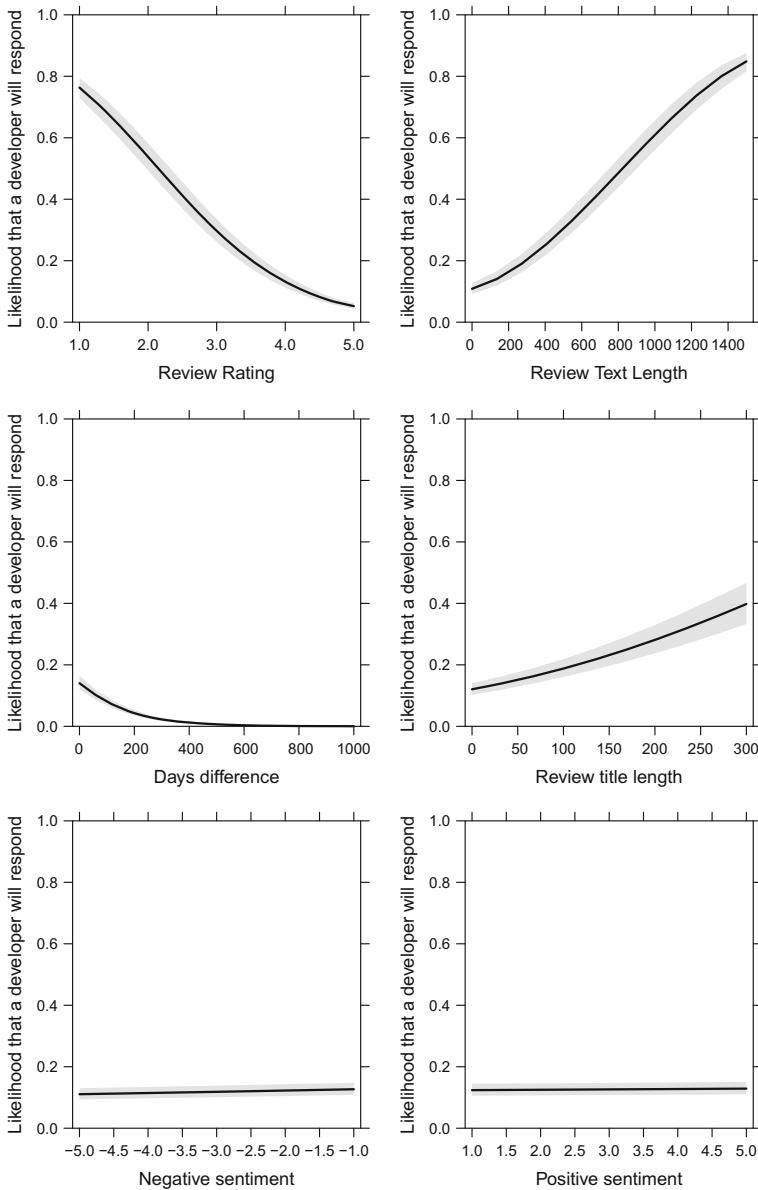 Likelihood that a developer will respond
1.0
0.8
0.6
0.4
0.2
0.0
1.0 2.0 3.0 4.0 5.0
Review Rating
Likelihood that a developer will respond
1.0
0.8
0.6
0.4
0.2
0.0
0 200 400 600 800 1000 1200 1400
Review Text Length
Likelihood that a developer will respond
1.0
0.8
0.6
0.4
0.2
0.0
0 200 400 600 800 1000
Days difference
Likelihood that a developer will respond
1.0
0.8
0.6
0.4
0.2
0.0
0 50 100 150 200 250 300
Review title length
Likelihood that a developer will respond
1.0
0.8
0.6
0.4
0.2
0.0
−5.0 −4.5 −4.0 −3.5 −3.0 −2.5 −2.0 −1.5 −1.0
Negative sentiment
Likelihood that a developer will respond
1.0
0.8
0.6
0.4
0.2
0.0
1.0 1.5 2.0 2.5 3.0 3.5 4.0 4.5 5.0
Positive sentiment